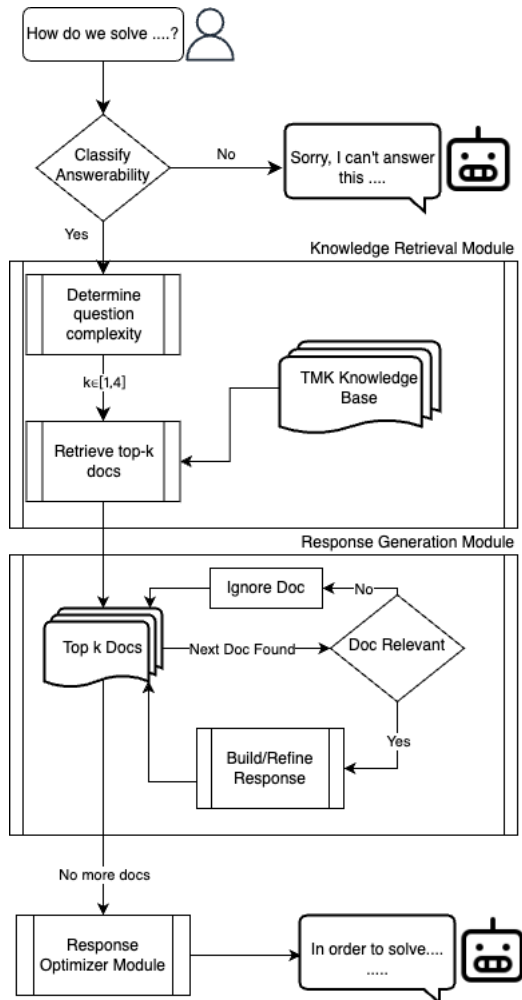 How do we solve ....?
Classify
Answerability
No
Sorry, I can't answer
this ....
Yes
Knowledge Retrieval Module
Determine
question
complexity
k∈[1,4]
TMK Knowledge
Base
Retrieve top-k
docs
Response Generation Module
Ignore Doc
No
Top k Docs
Next Doc Found
Doc Relevant
Yes
Build/Refine
Response
No more docs
Response
Optimizer Module
In order to solve....
.....